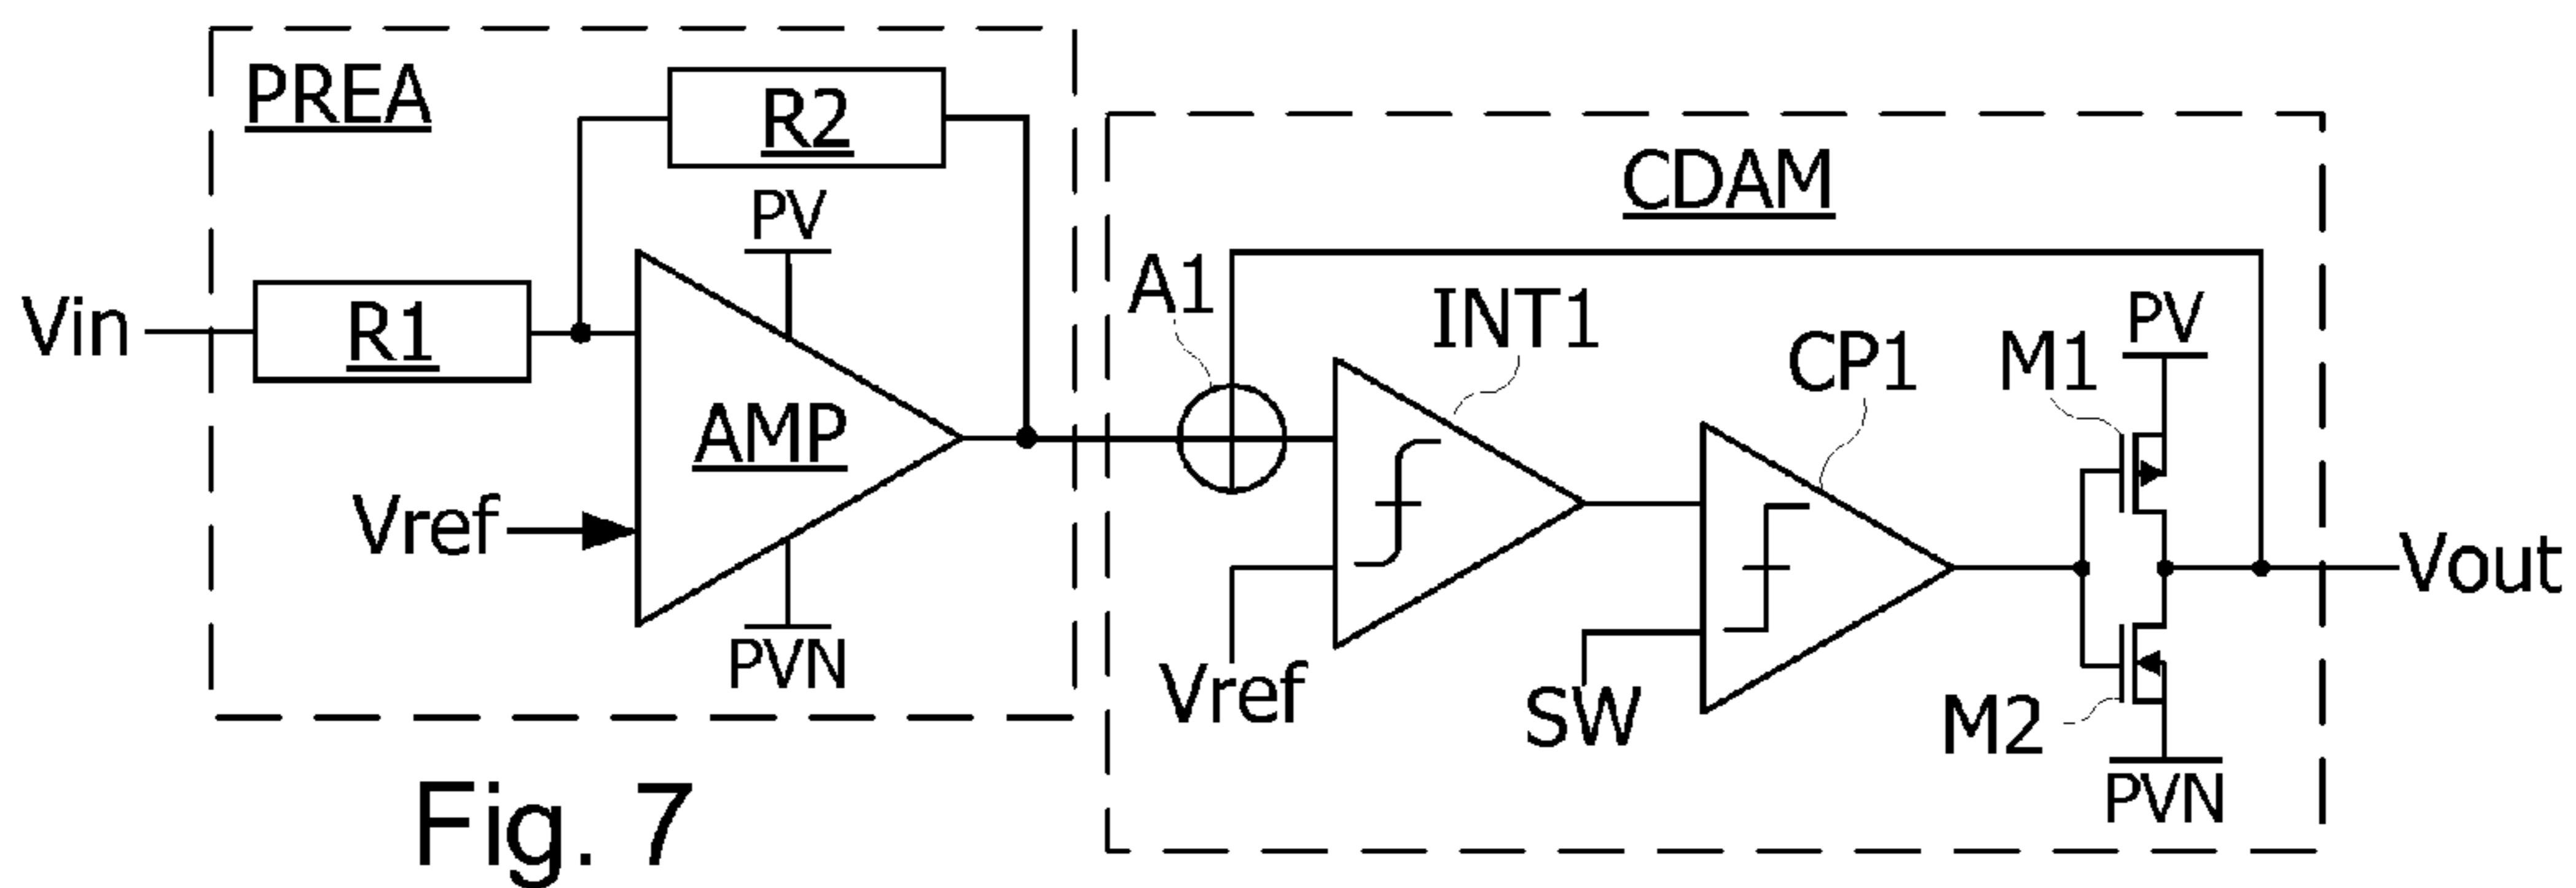 PREA
R2
PV
Vin
R1
AMP
Vref
PVN
CDAM
A1
INT1
CP1
M1
PV
Vref
SW
M2
PVN
Vout
Fig. 7